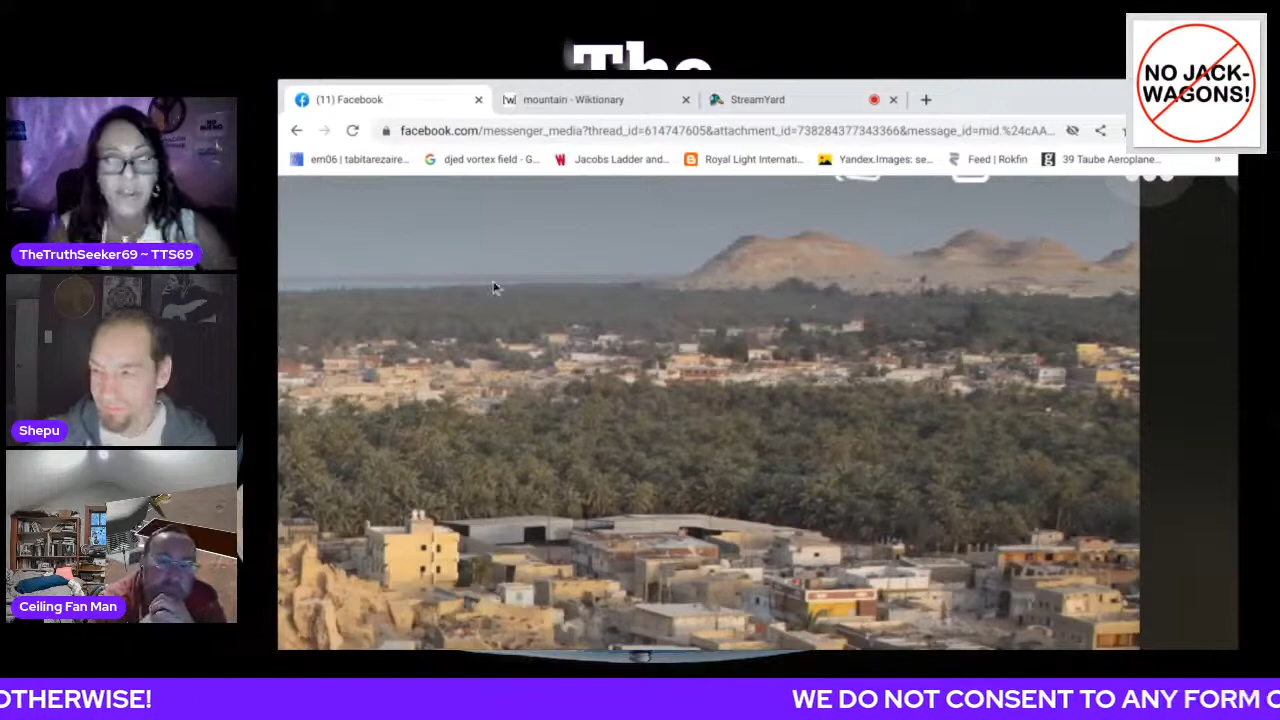 The
NO JACK-
WAGONS!
(11) Facebook
mountain - Wiktionary
StreamYard
facebook.com/messenger_media?thread_id=614747605&attachment_id=738284377343366&message_id=mid.%24cAA...
em06 | tabitarezaire...
djed vortex field - G...
Jacobs Ladder and...
Royal Light Internati...
Yandex.Images: se...
Feed | Rokfin
39 Taube Aeroplane...
»
TheTruthSeeker69 ~ TTS69
Shepu
Ceiling Fan Man
OTHERWISE!
WE DO NOT CONSENT TO ANY FORM